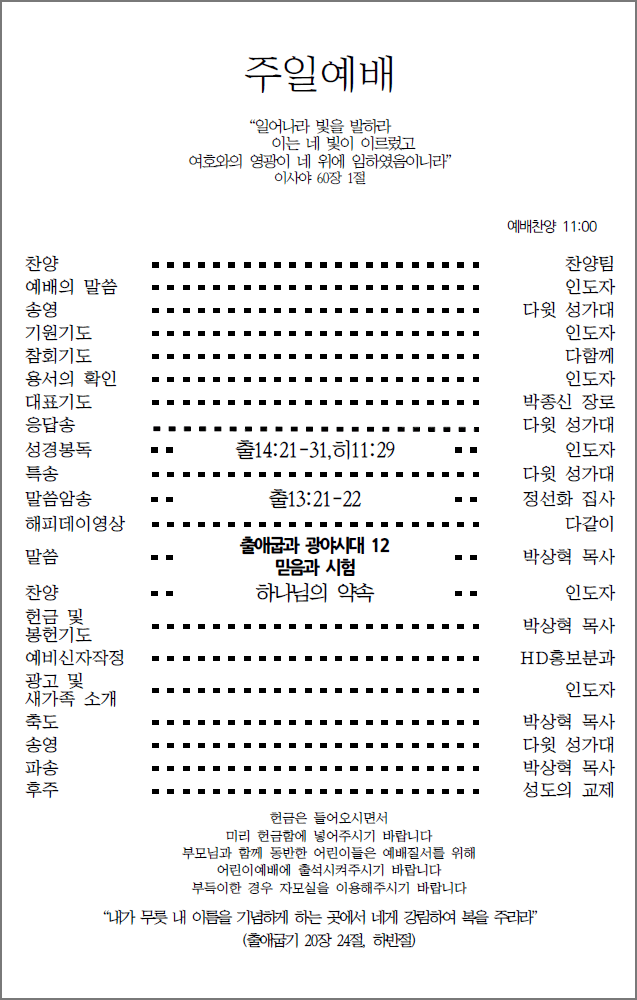 주일예배
“일어나라 빛을 발하라
이는 네 빛이 이르렀고
여호와의 영광이 네 위에 임하였음이니라”
이사야 60장 1절
예배찬양 11:00
찬양 찬양팀
예배의 말씀 인도자
송영 다윗 성가대
기원기도 인도자
참회기도 다함께
용서의 확인 인도자
대표기도 박종신 장로
응답송 다윗 성가대
성경봉독 출14:21-31,히11:29 인도자
특송 다윗 성가대
말씀암송 출13:21-22 정선화 집사
해피데이영상 다같이
출애굽과 광야시대 12
말씀 믿음과 시험 박상혁 목사
찬양 하나님의 약속 인도자
헌금 및
봉헌기도 박상혁 목사
예비신자작정 HD홍보분과
광고 및
새가족 소개 인도자
축도 박상혁 목사
송영 다윗 성가대
파송 박상혁 목사
후주 성도의 교제
헌금은 들어오시면서
미리 헌금함에 넣어주시기 바랍니다
부모님과 함께 동반한 어린이들은 예배질서를 위해
어린이예배에 출석시켜주시기 바랍니다
부득이한 경우 자모실을 이용해주시기 바랍니다
“내가 무릇 내 이름을 기념하게 하는 곳에서 네게 강림하여 복을 주리라”
(출애굽기 20장 24절, 하반절)